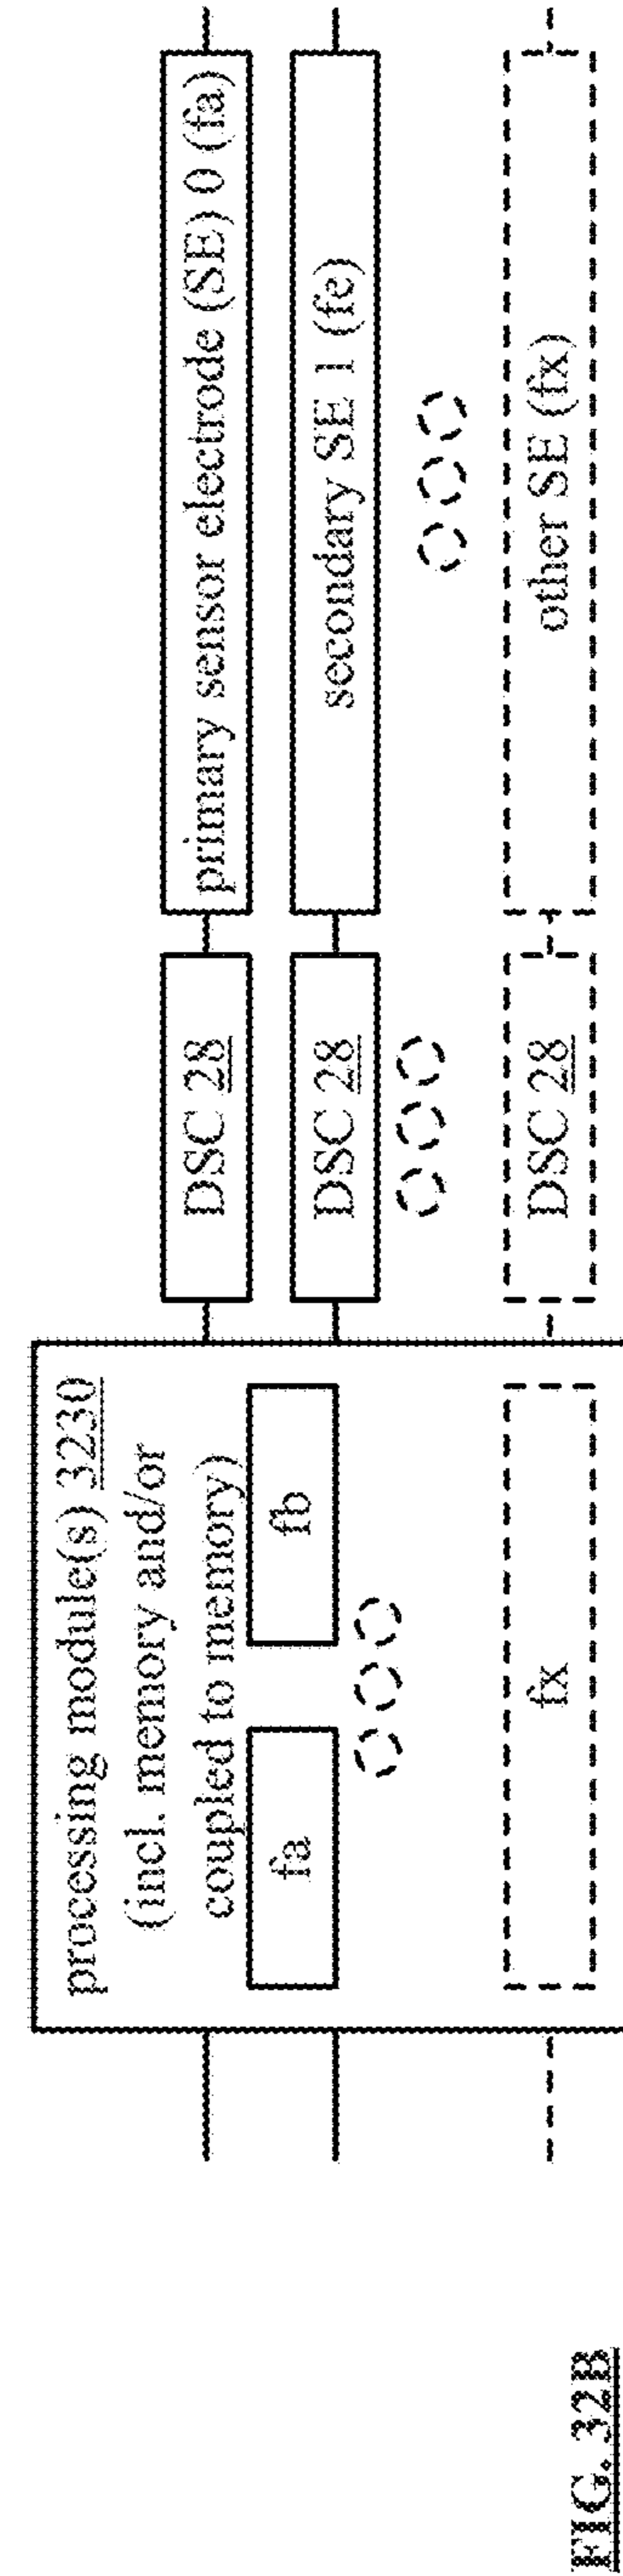 processing module(s) 3230
(incl. memory and/or
coupled to memory)
fa
fb
fx
DSC 28
primary sensor electrode (SE) 0 (fa)
DSC 28
secondary SE 1 (fe)
DSC 28
other SE (fx)
FIG. 32B